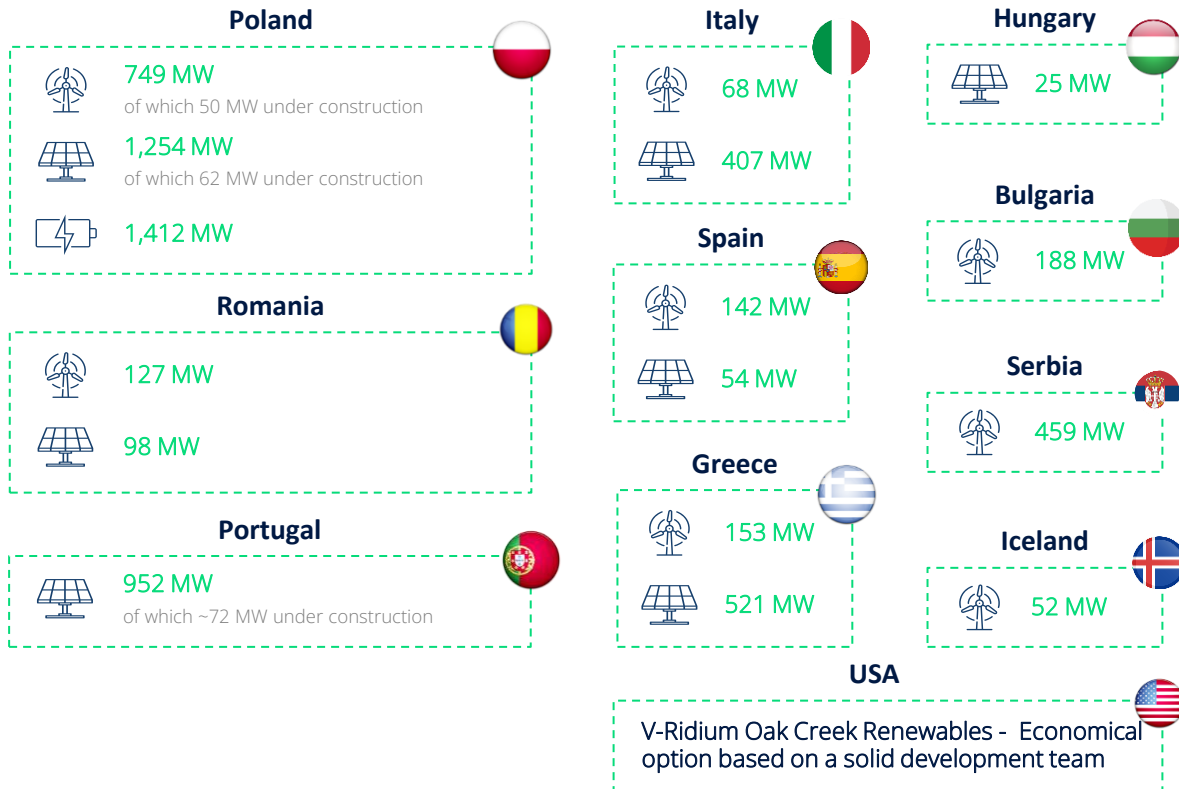 Poland
749 MW
of which 50 MW under construction
1,254 MW
of which 62 MW under construction
1,412 MW
Romania
127 MW
98 MW
Portugal
952 MW
of which ~72 MW under construction
Italy
68 MW
407 MW
Spain
142 MW
54 MW
Greece
153 MW
521 MW
Hungary
25 MW
Bulgaria
188 MW
Serbia
459 MW
Iceland
52 MW
USA
V-Ridium Oak Creek Renewables - Economical
option based on a solid development team